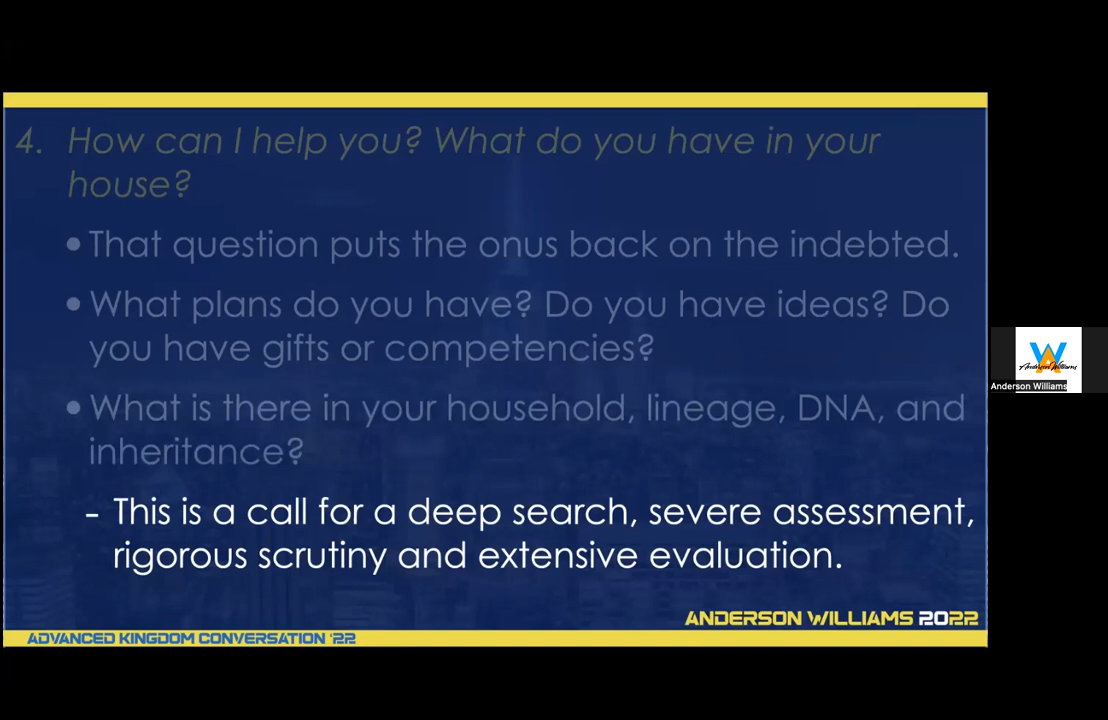 4. How can I help you? What do you have in your
house?
• That question puts the onus back on the indebted.
• What plans do you have? Do you have ideas? Do
you have gifts or competencies?
• What is there in your household, lineage, DNA, and
inheritance?
- This is a call for a deep search, severe assessment,
rigorous scrutiny and extensive evaluation.
ANDERSON WILLIAMS 2022
ADVANCED KINGDOM CONVERSATION '22
WA
Anderson Williams
Anderson Williams